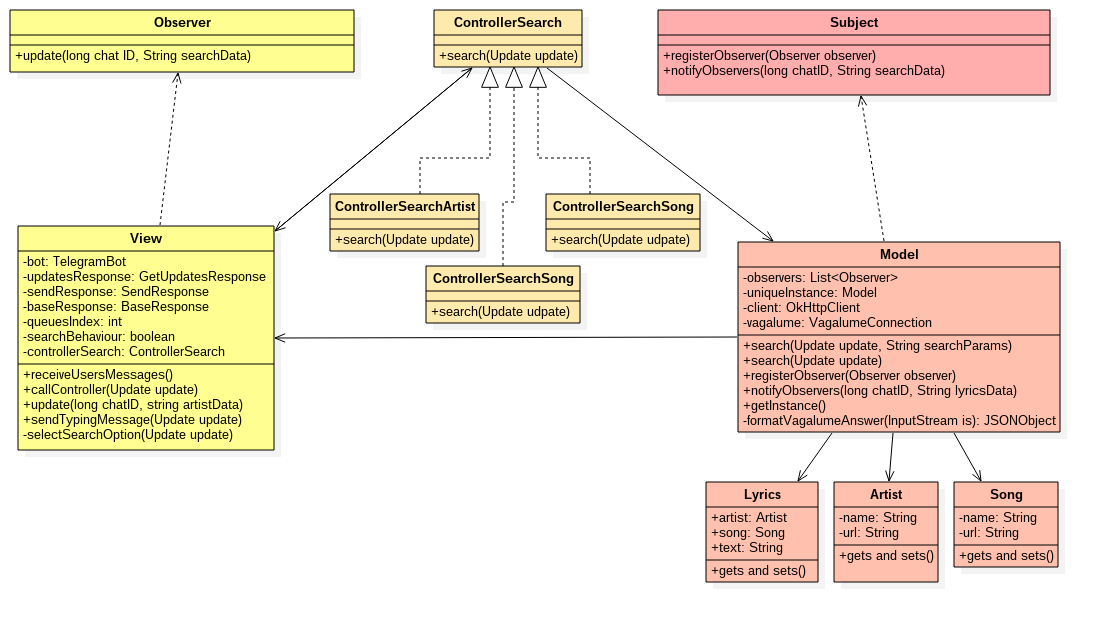 Observer
+update(long chat ID, String searchData)
ControllerSearch
+search(Update update)
Subject
+registerObserver(Observer observer)
+notifyObservers(long chatID, String searchData)
ControllerSearchArtist
+search(Update update)
ControllerSearchSong
+search(Update udpate)
ControllerSearchSong
+search(Update udpate)
View
-bot: TelegramBot
-updatesResponse: GetUpdatesResponse
-sendResponse: SendResponse
-baseResponse: BaseResponse
-queuesIndex: int
-searchBehaviour: boolean
-controllerSearch: ControllerSearch
+receiveUsersMessages()
+callController(Update update)
+update(long chatID, string artistData)
+sendTypingMessage(Update update)
-selectSearchOption(Update update)
Model
-observers: List<Observer>
-uniqueInstance: Model
-client: OkHttpClient
-vagalume: VagalumeConnection
+search(Update update, String searchParams)
+search(Update update)
+registerObserver(Observer observer)
+notifyObservers(long chatID, String lyricsData)
+getInstance()
-formatVagalumeAnswer(InputStream is): JSONObject
Lyrics
+artist: Artist
+song: Song
+text: String
+gets and sets()
Artist
-name: String
-url: String
+gets and sets()
Song
-name: String
-url: String
+gets and sets()